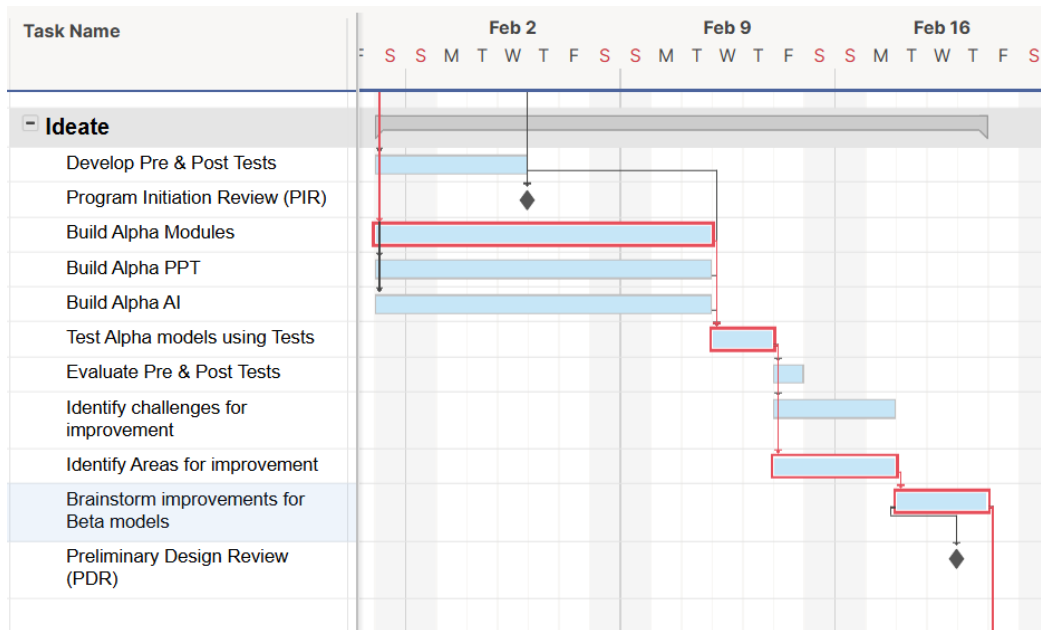 Task Name
Feb 2 Feb 9 Feb 16
F S S M T W T F S S M T W T F S S M T W T F S
Ideate
Develop Pre & Post Tests
Program Initiation Review (PIR)
Build Alpha Modules
Build Alpha PPT
Build Alpha AI
Test Alpha models using Tests
Evaluate Pre & Post Tests
Identify challenges for
improvement
Identify Areas for improvement
Brainstorm improvements for
Beta models
Preliminary Design Review
(PDR)